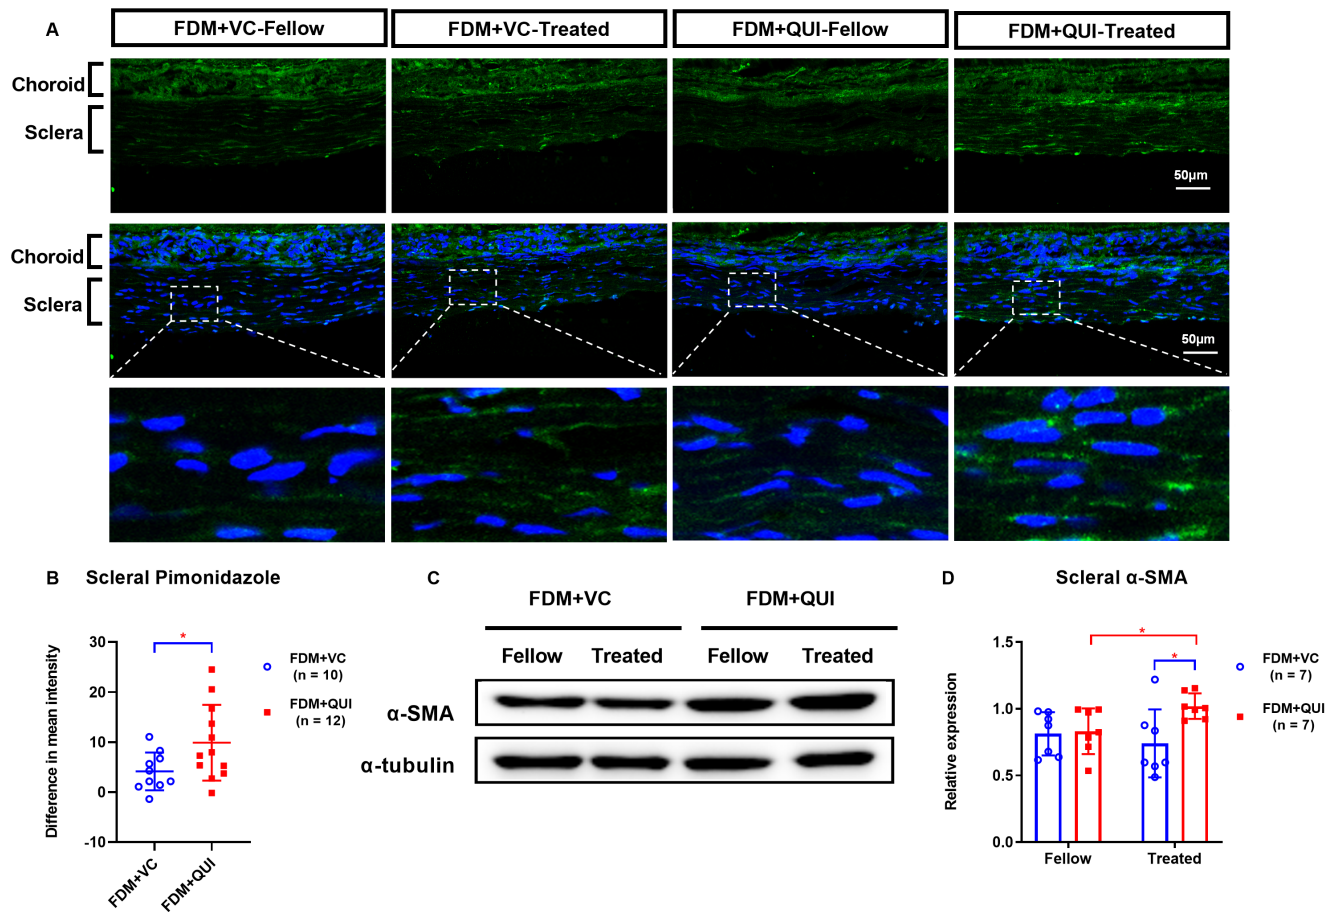 A
FDM+VC-Fellow
FDM+VC-Treated
FDM+QUI-Fellow
FDM+QUI-Treated
Choroid
Sclera
50μm
Choroid
Sclera
50μm
B
Scleral Pimonidazole
Difference in mean intensity
30
20
10
0
-10
*
FDM+VC
FDM+QUI
FDM+VC
(n = 10)
FDM+QUI
(n = 12)
C
FDM+VC
FDM+QUI
Fellow
Treated
Fellow
Treated
α-SMA
α-tubulin
D
Scleral α-SMA
Relative expression
1.5
1.0
0.5
0.0
*
*
Fellow
Treated
FDM+VC
(n = 7)
FDM+QUI
(n = 7)